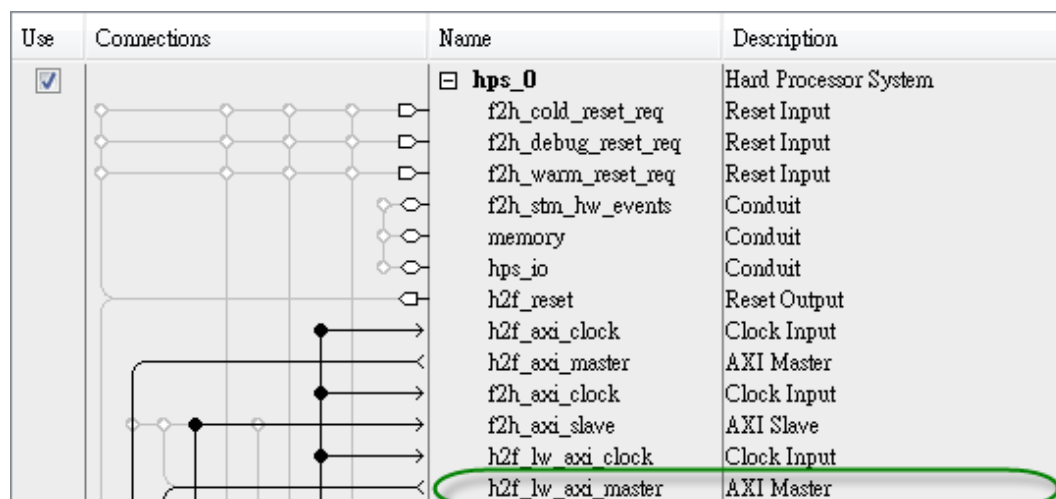 Use Connections Name Description
hps_0 Hard Processor System
f2h_cold_reset_req Reset Input
f2h_debug_reset_req Reset Input
f2h_warm_reset_req Reset Input
f2h_stm_hw_events Conduit
memory Conduit
hps_io Conduit
h2f_reset Reset Output
h2f_axi_clock Clock Input
h2f_axi_master AXI Master
f2h_axi_clock Clock Input
f2h_axi_slave AXI Slave
h2f_lw_axi_clock Clock Input
h2f_lw_axi_master AXI Master